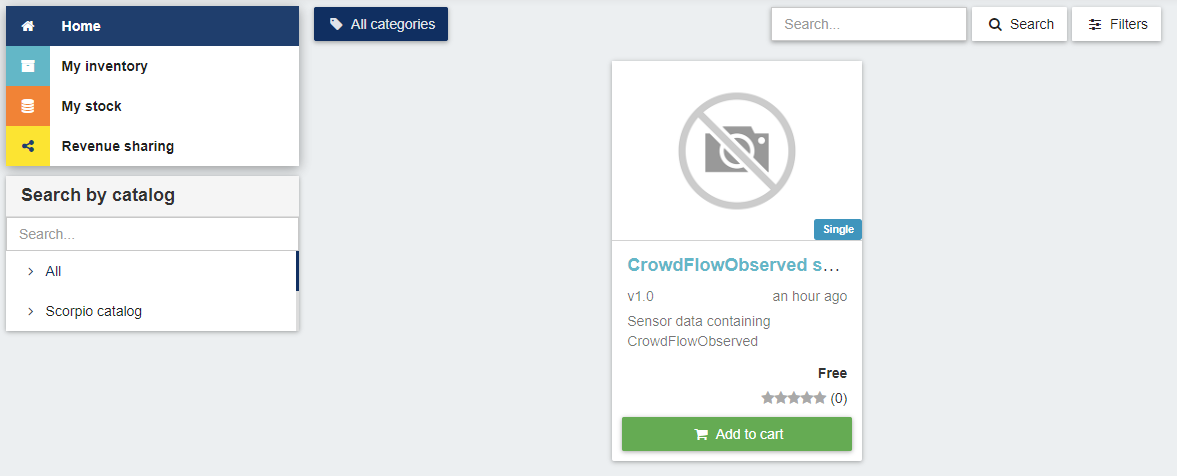 Home
My inventory
My stock
Revenue sharing
Search by catalog
Search...
All
Scorpio catalog
All categories
Search...
Search
Filters
Single
CrowdFlowObserved s...
v1.0
an hour ago
Sensor data containing
CrowdFlowObserved
Free
(0)
Add to cart